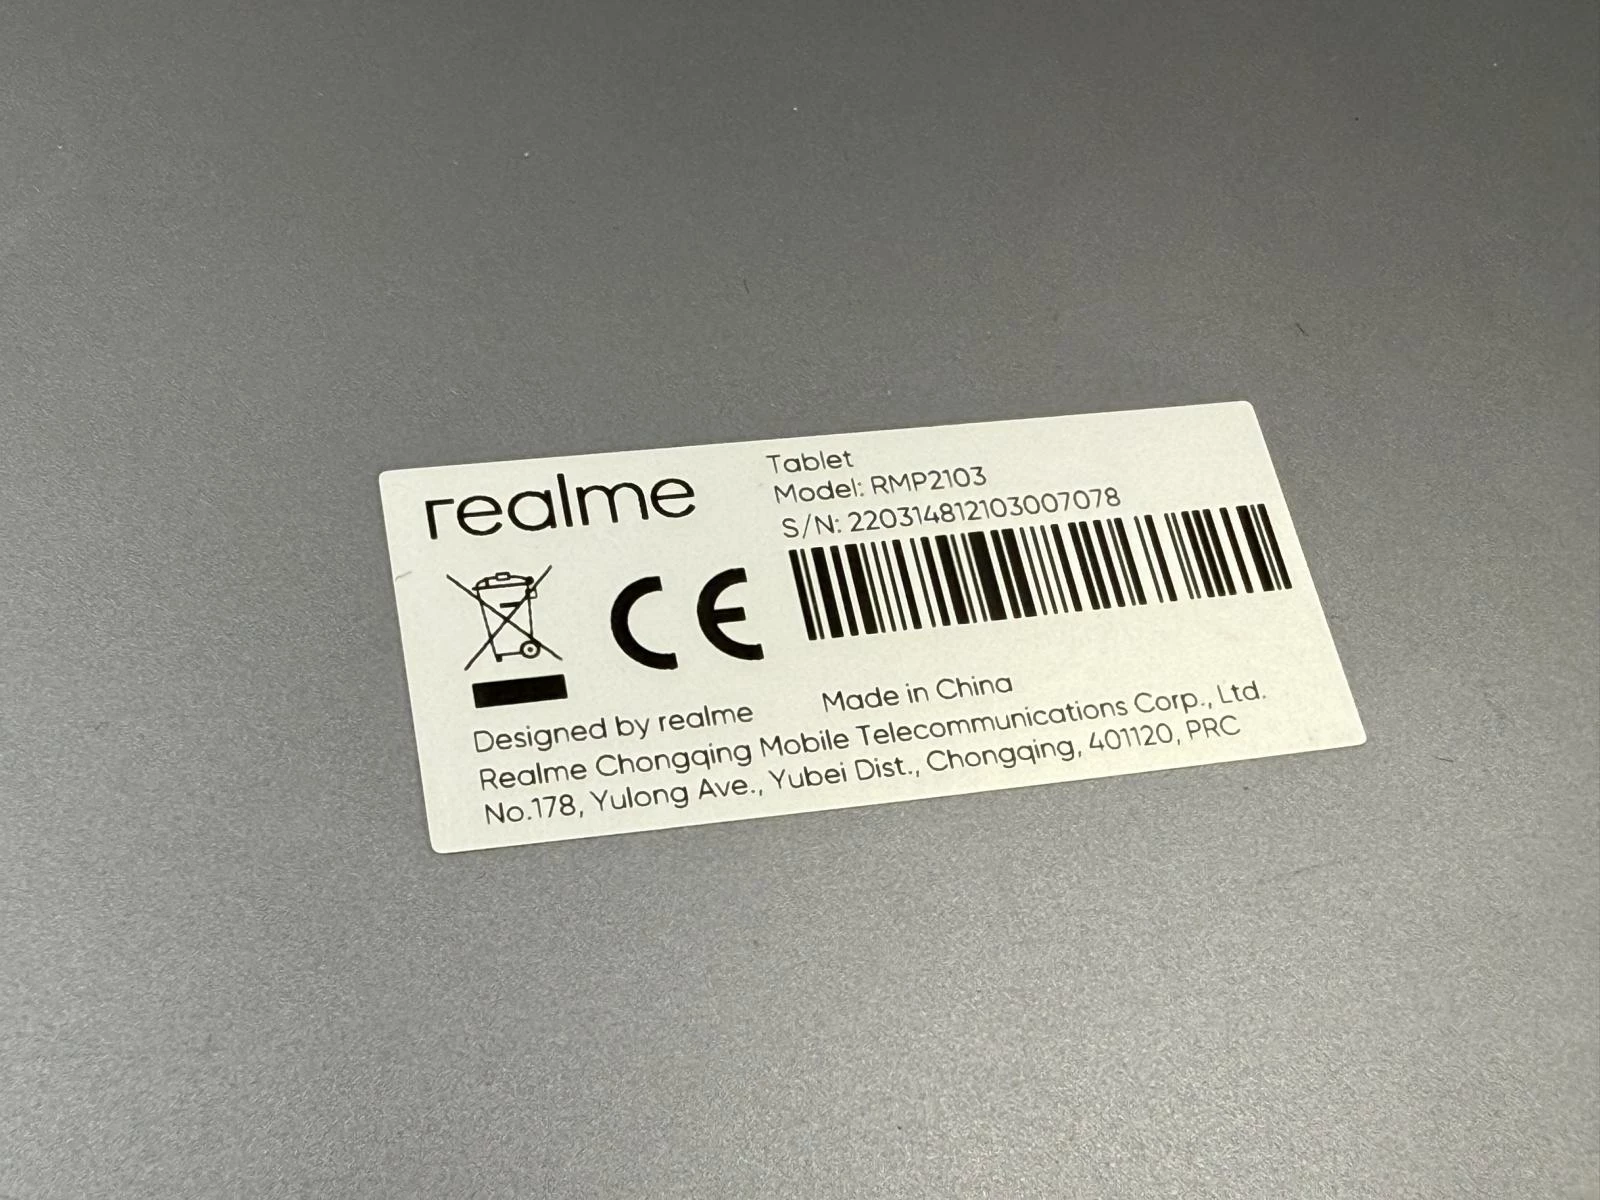 realme
Tablet
Model: RMP2103
S/N: 220314812103007078
CE
Made in China
Designed by realme
Realme Chongqing Mobile Telecommunications Corp., Ltd.
No.178, Yulong Ave., Yubei Dist., Chongqing, 401120, PRC